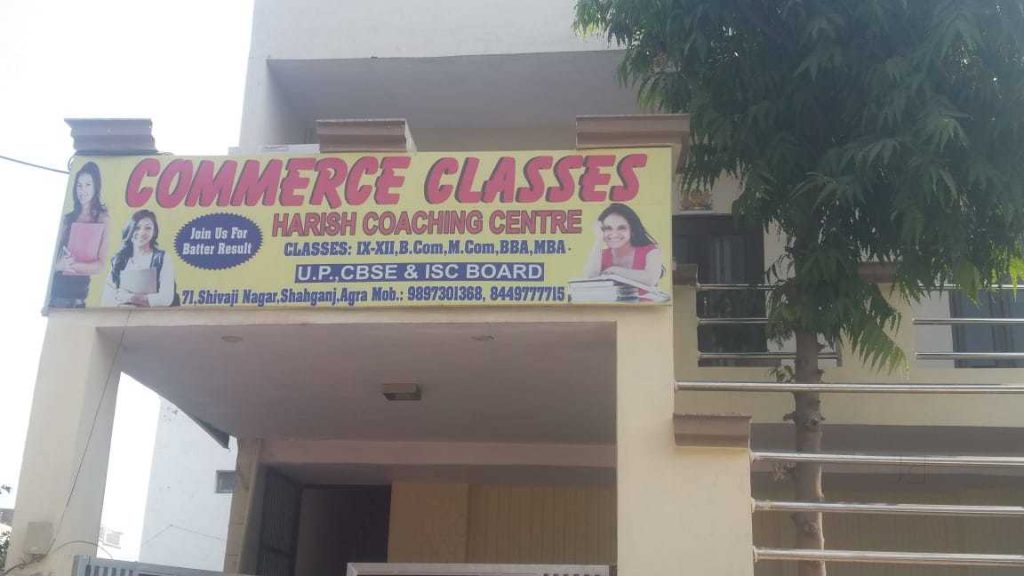 COMMERCE CLASSES
HARISH COACHING CENTRE
Join Us For
Batter Result
CLASSES: IX-XII,B.Com,M.Com,BBA,MBA
U.P.,CBSE & ISC BOARD
71,Shivaji Nagar,Shahganj,Agra Mob.: 9897301368, 8449777715